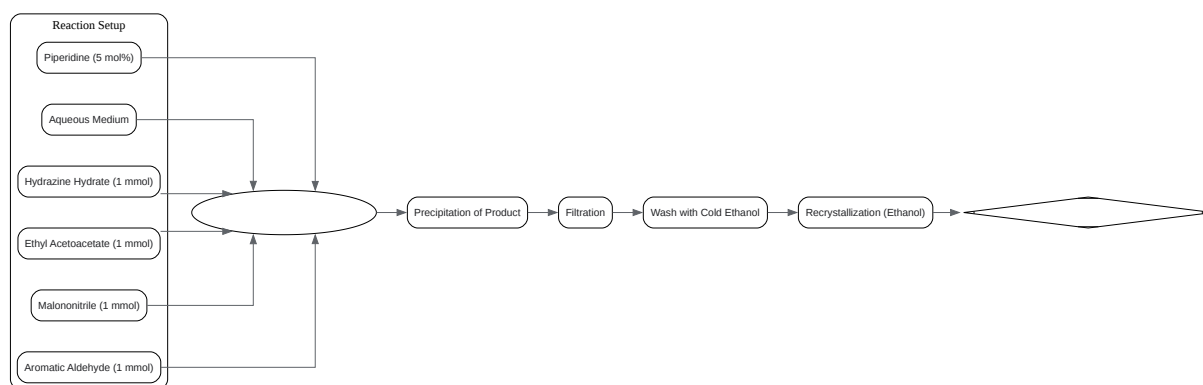 Reaction Setup
Piperidine (5 mol%)
Aqueous Medium
Hydrazine Hydrate (1 mmol)
Ethyl Acetoacetate (1 mmol)
Malononitrile (1 mmol)
Aromatic Aldehyde (1 mmol)
Precipitation of Product
Filtration
Wash with Cold Ethanol
Recrystallization (Ethanol)